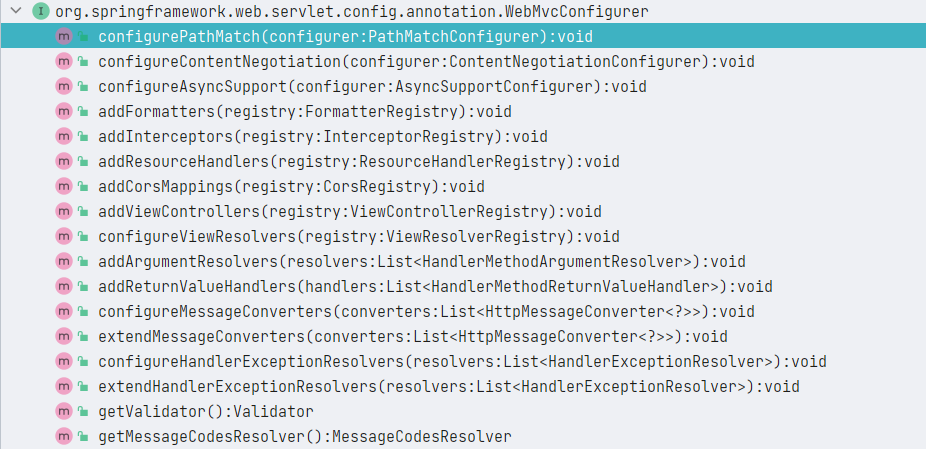 I org.springframework.web.servlet.config.annotation.WebMvcConfigurer
m configurePathMatch(configurer:PathMatchConfigurer):void
m configureContentNegotiation(configurer:ContentNegotiationConfigurer):void
m configureAsyncSupport(configurer:AsyncSupportConfigurer):void
m addFormatters(registry:FormatterRegistry):void
m addInterceptors(registry:InterceptorRegistry):void
m addResourceHandlers(registry:ResourceHandlerRegistry):void
m addCorsMappings(registry:CorsRegistry):void
m addViewControllers(registry:ViewControllerRegistry):void
m configureViewResolvers(registry:ViewResolverRegistry):void
m addArgumentResolvers(resolvers:List<HandlerMethodArgumentResolver>):void
m addReturnValueHandlers(handlers:List<HandlerMethodReturnValueHandler>):void
m configureMessageConverters(converters:List<HttpMessageConverter<?>>):void
m extendMessageConverters(converters:List<HttpMessageConverter<?>>):void
m configureHandlerExceptionResolvers(resolvers:List<HandlerExceptionResolver>):void
m extendHandlerExceptionResolvers(resolvers:List<HandlerExceptionResolver>):void
m getValidator():Validator
m getMessageCodesResolver():MessageCodesResolver